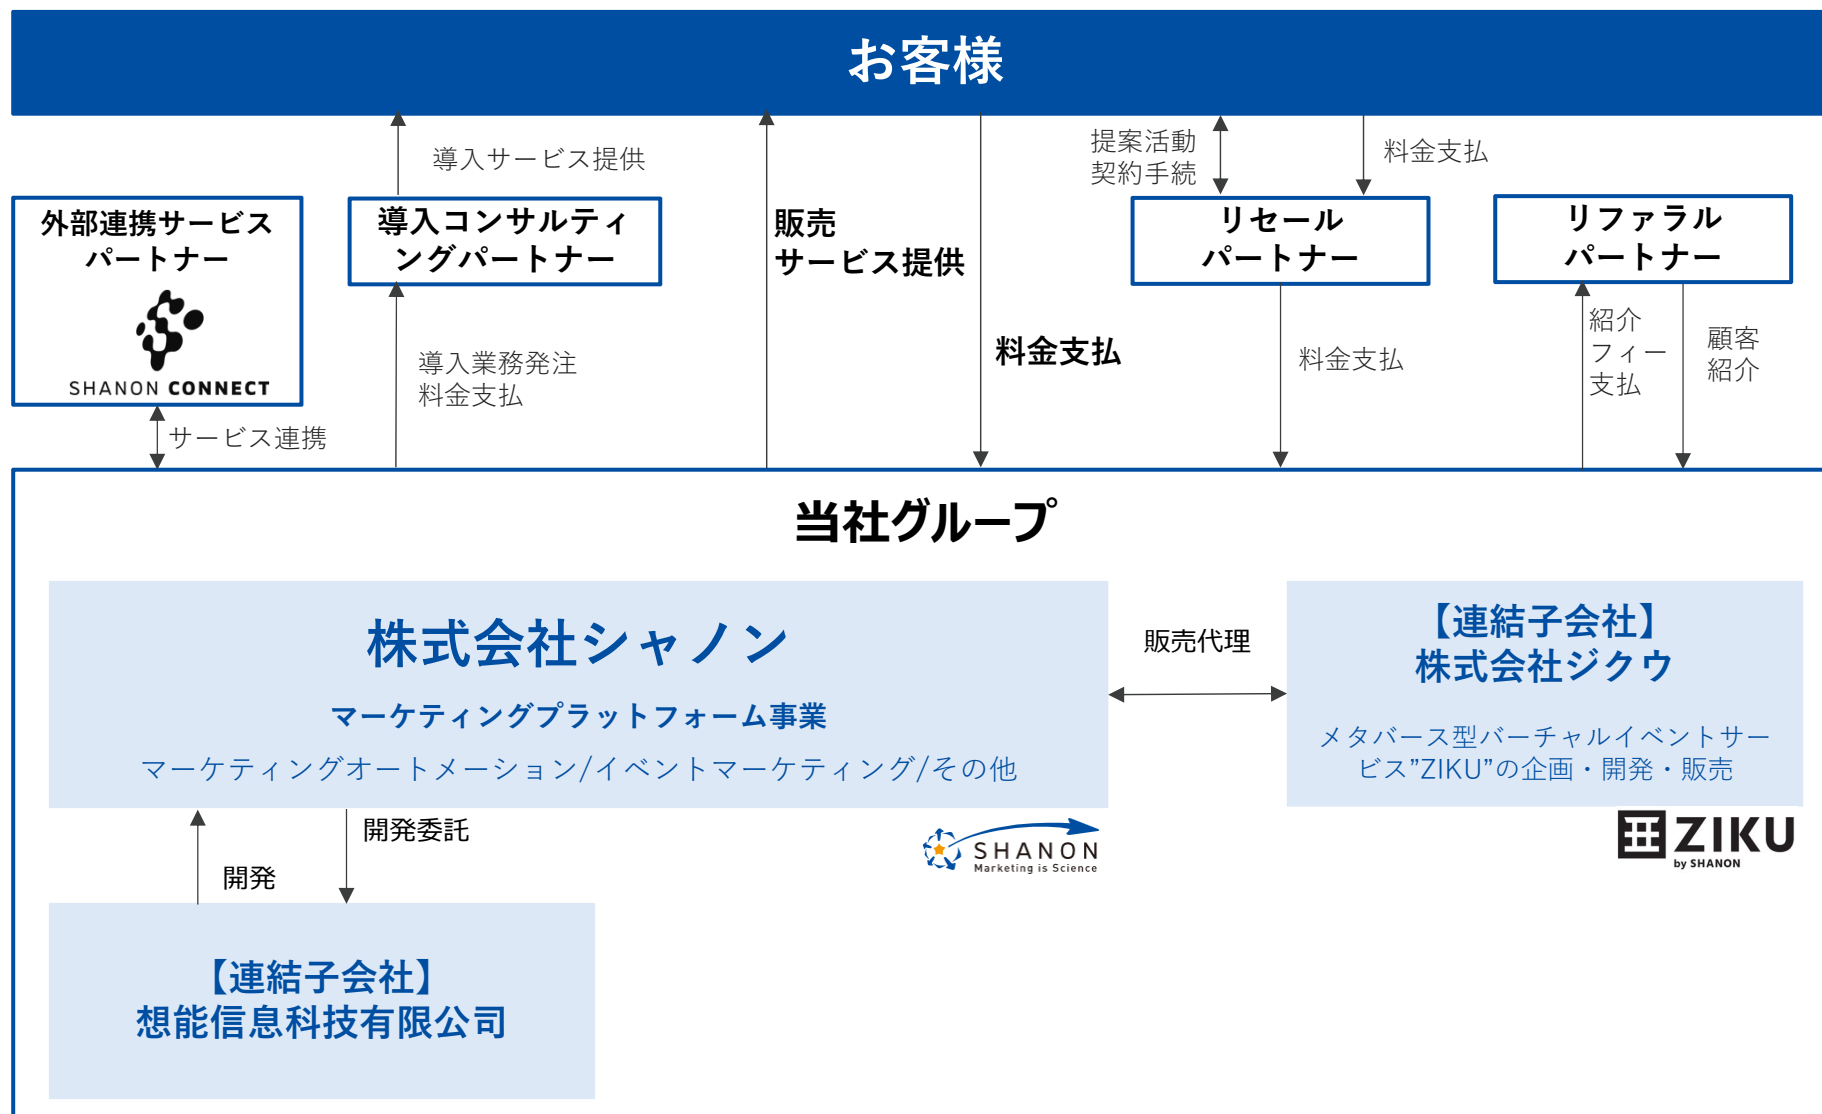 お客様
導入サービス提供
提案活動
契約手続
料金支払
外部連携サービス
パートナー
SHANON CONNECT
導入コンサルティ
ングパートナー
販売
サービス提供
料金支払
リセール
パートナー
リファラル
パートナー
サービス連携
導入業務発注
料金支払
料金支払
紹介
フィー
支払
顧客
紹介
当社グループ
株式会社シャノン
マーケティングプラットフォーム事業
マーケティングオートメーション/イベントマーケティング/その他
販売代理
【連結子会社】
株式会社ジクウ
メタバース型バーチャルイベントサー
ビス”ZIKU”の企画・開発・販売
開発委託
開発
SHANON
Marketing is Science
ZIKU
by SHANON
【連結子会社】
想能信息科技有限公司